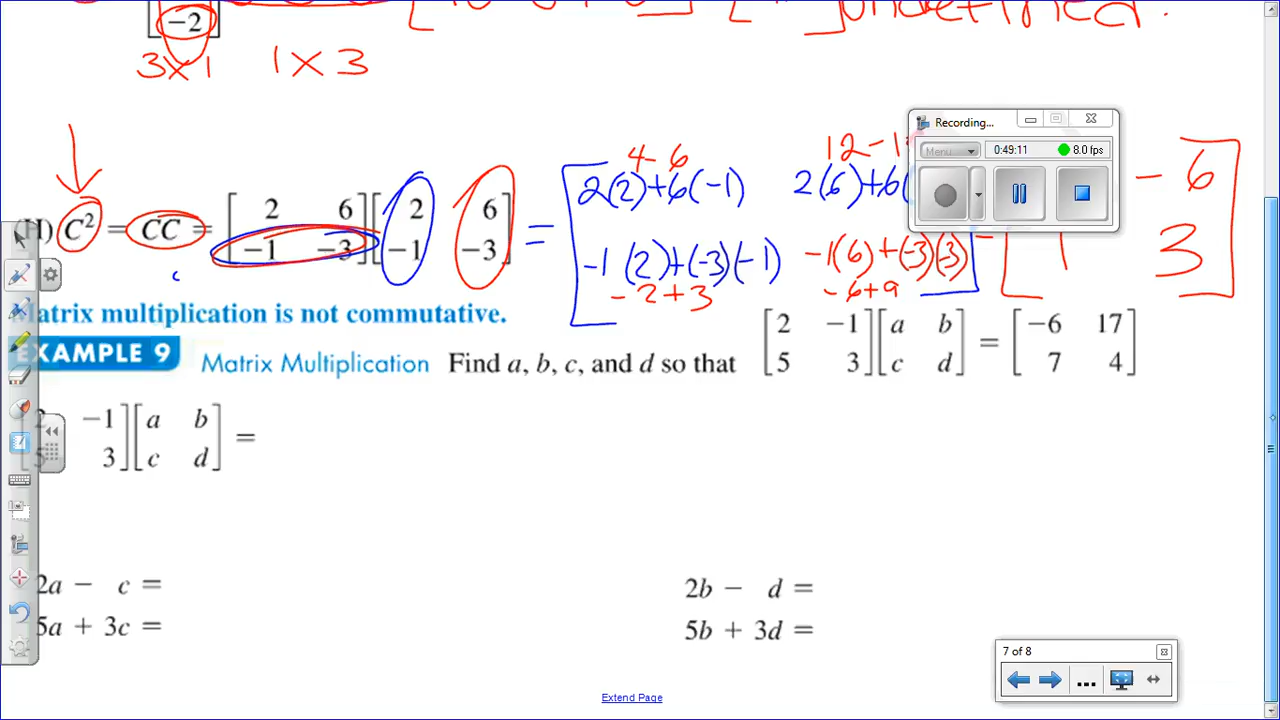 −2
3x1 1 x 3
4-6 12-1
Recording...
Menu 0:49:11 8.0 fps
(H) C² = CC = [2 6 −1 −3] [2 6 −1 −3] = [2(2)+6(-1) 2(6)+6( -6
-1(2)+(-3)(-1) -1(6)+(-3)(-3)] 1 3]
-2+3 -6+9
Matrix multiplication is not commutative.
EXAMPLE 9 Matrix Multiplication Find a, b, c, and d so that [2 −1 5 3] [a b c d] = [−6 17 7 4]
[2 −1 5 3] [a b c d] =
2a − c = 2b − d =
5a + 3c = 5b + 3d =
7 of 8
...
Extend Page